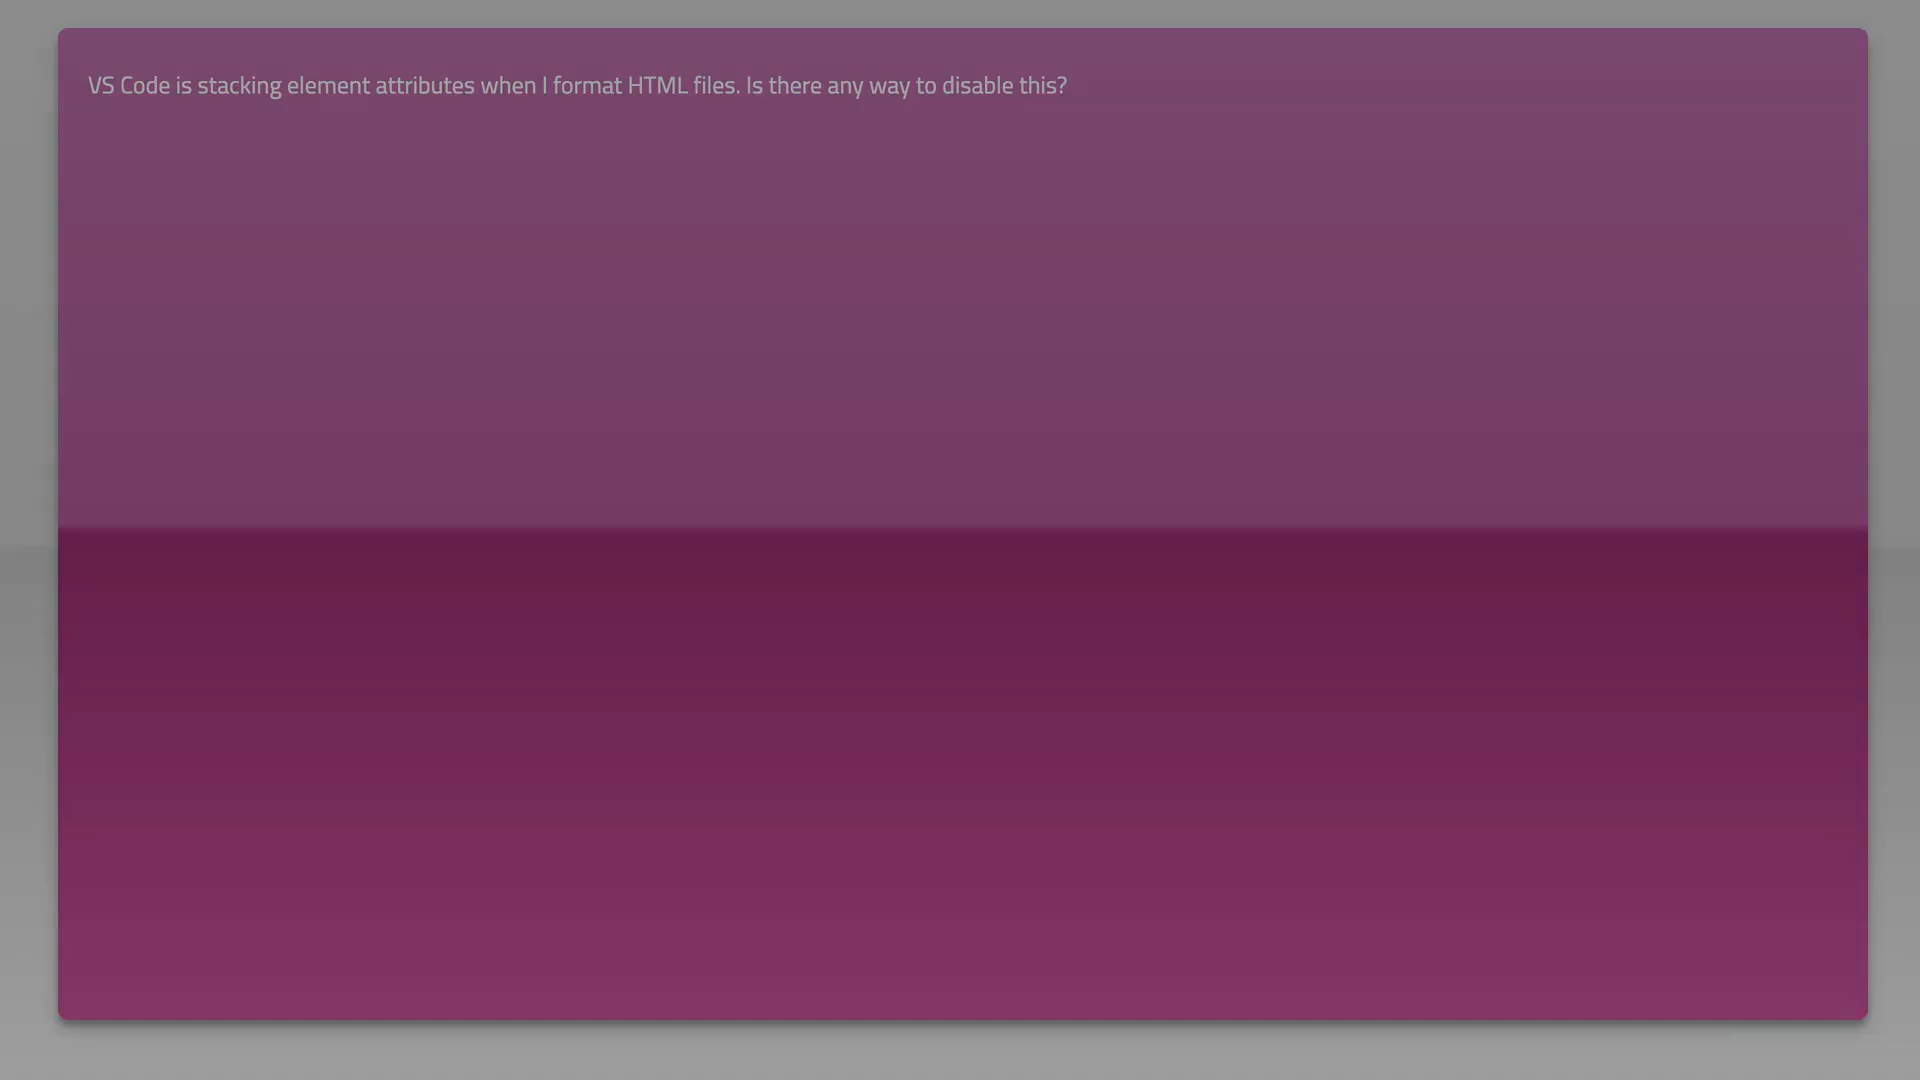 VS Code is stacking element attributes when I format HTML files. Is there any way to disable this?